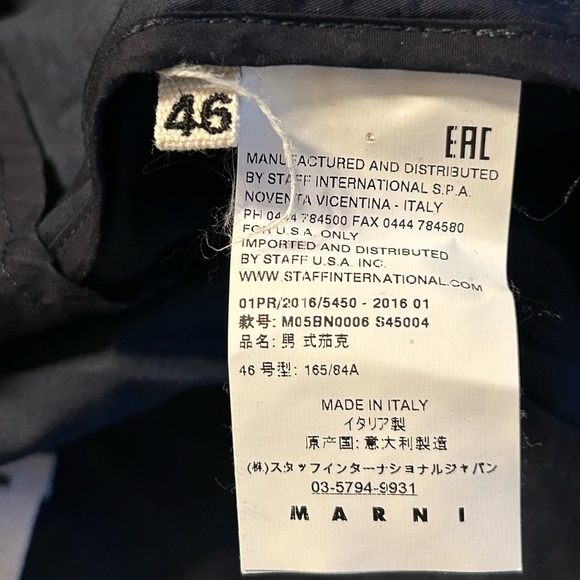 46
EAC
MANUFACTURED AND DISTRIBUTED
BY STAFF INTERNATIONAL S.P.A.
NOVENTA VICENTINA - ITALY
PH 0444 784500 FAX 0444 784580
FOR U.S.A. ONLY
IMPORTED AND DISTRIBUTED
BY STAFF U.S.A. INC.
WWW.STAFFINTERNATIONAL.COM
01PR/2016/5450 - 2016 01
款号: M05BN0006 S45004
品名: 男 式茄克
46 号型: 165/84A
MADE IN ITALY
イタリア製
原产国: 意大利製造
(株)スタッフインターナショナルジャパン
03-5794-9931
MARNI